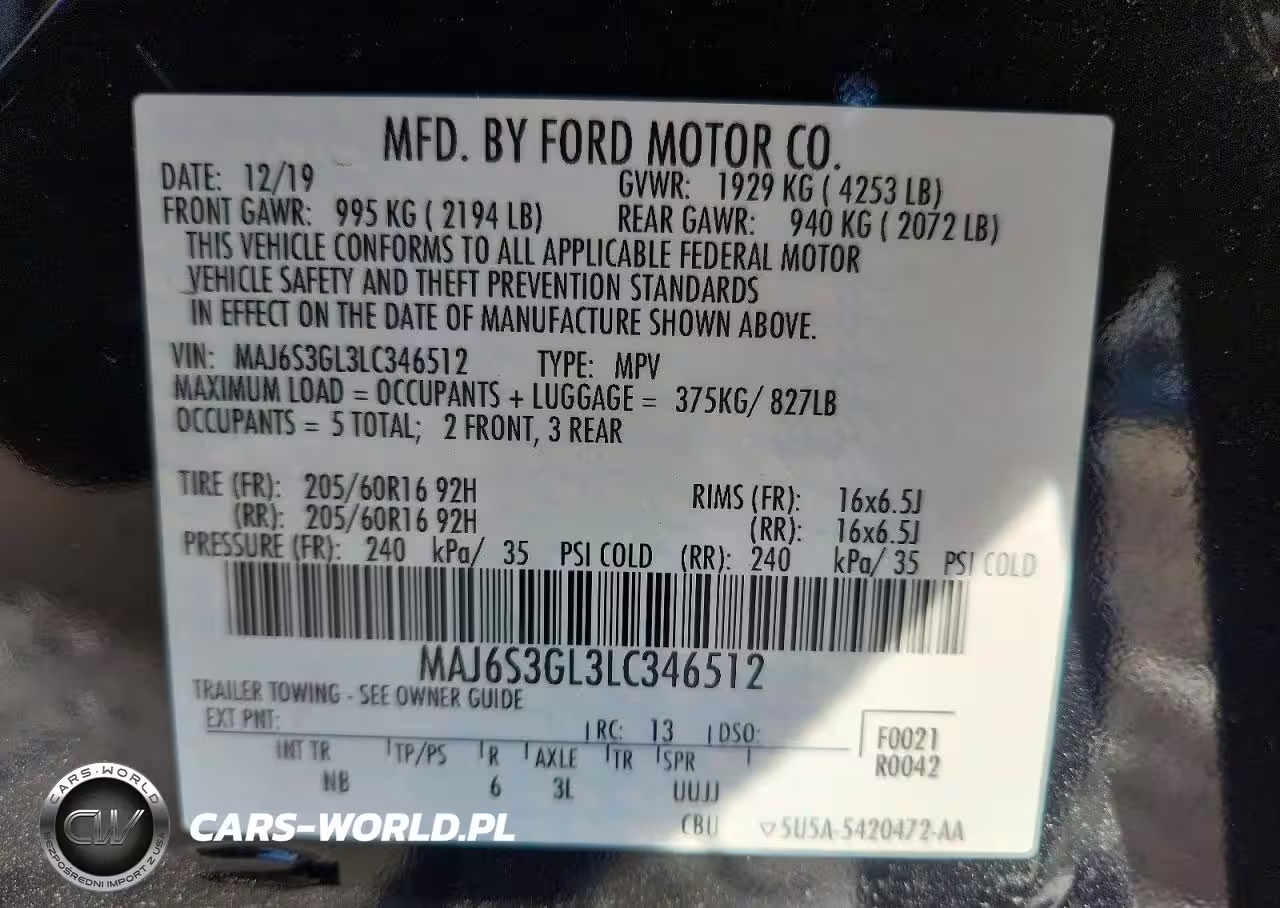 MFD. BY FORD MOTOR CO.
DATE: 12/19 GVWR: 1929 KG ( 4253 LB)
FRONT GAWR: 995 KG ( 2194 LB) REAR GAWR: 940 KG ( 2072 LB)
THIS VEHICLE CONFORMS TO ALL APPLICABLE FEDERAL MOTOR
VEHICLE SAFETY AND THEFT PREVENTION STANDARDS
IN EFFECT ON THE DATE OF MANUFACTURE SHOWN ABOVE.
VIN: MAJ6S3GL3LC346512 TYPE: MPV
MAXIMUM LOAD = OCCUPANTS + LUGGAGE = 375KG/ 827LB
OCCUPANTS = 5 TOTAL; 2 FRONT, 3 REAR
TIRE (FR): 205/60R16 92H RIMS (FR): 16x6.5J
(RR): 205/60R16 92H (RR): 16x6.5J
PRESSURE (FR): 240 kPa/ 35 PSI COLD (RR): 240 kPa/ 35 PSI COLD
MAJ6S3GL3LC346512
TRAILER TOWING - SEE OWNER GUIDE
EXT PNT: RC: 13 DSO: F0021
INT TR TP/PS R AXLE TR SPR R0042
NB 6 3L UUJJ
CBU 5U5A-5420472-AA
CARS-WORLD
CW
BEZPOŚREDNI IMPORT Z USA
CARS-WORLD.PL